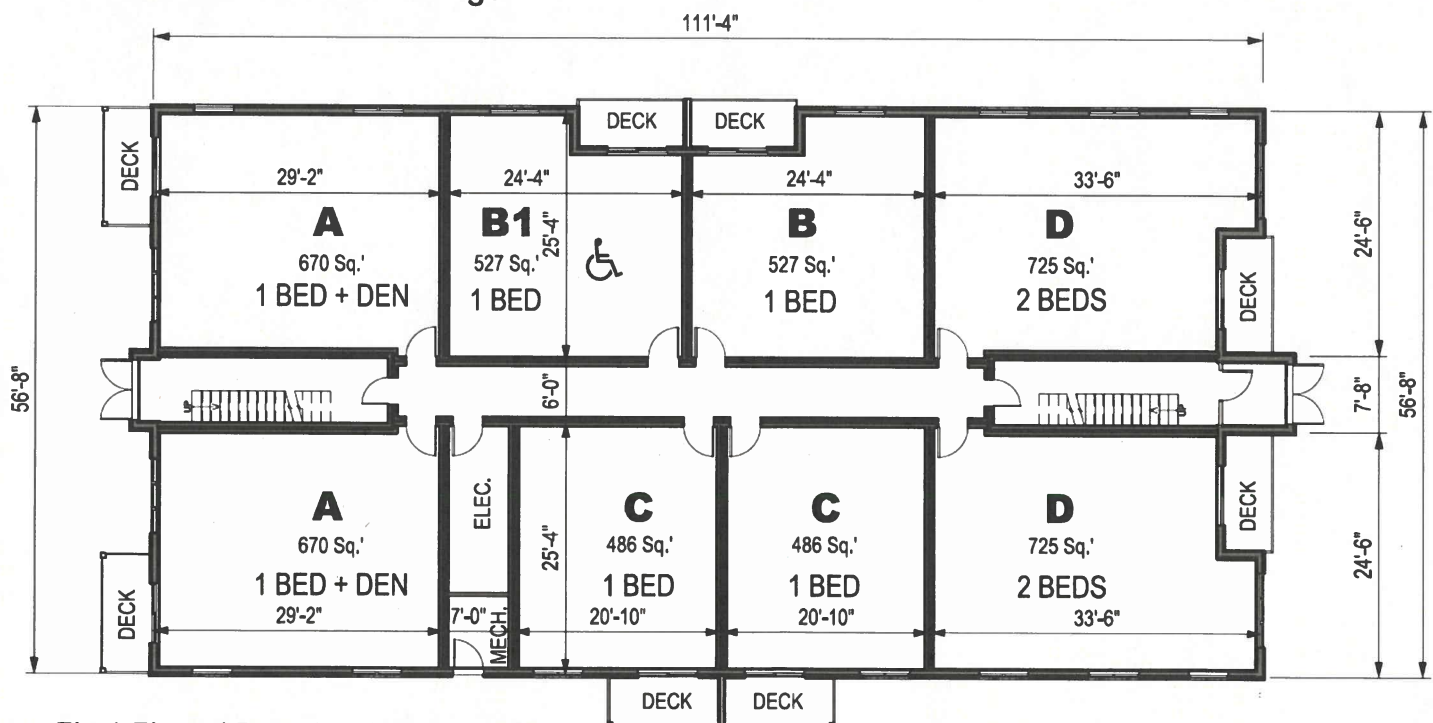 111'-4"
DECK
DECK
DECK
29'-2"
24'-4"
24'-4"
33'-6"
A
670 Sq.'
1 BED + DEN
B1
527 Sq.'
1 BED
25'-4"
B
527 Sq.'
1 BED
D
725 Sq.'
2 BEDS
DECK
24'-6"
56'-8"
UP
6'-0"
UP
7'-8"
56'-8"
A
670 Sq.'
1 BED + DEN
29'-2"
ELEC.
7'-0"
MECH.
25'-4"
C
486 Sq.'
1 BED
20'-10"
C
486 Sq.'
1 BED
20'-10"
D
725 Sq.'
2 BEDS
33'-6"
DECK
24'-6"
DECK
DECK
DECK